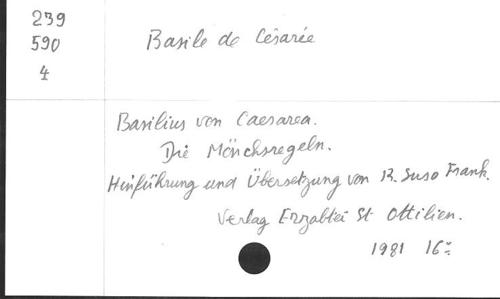 239
590
4
Basile de Césarée
Basilius von Caesarea.
Die Mönchsregeln.
Hinführung und Übersetzung von K. Suso Frank.
Verlag Erzabtei St Ottilien.
1981 16°